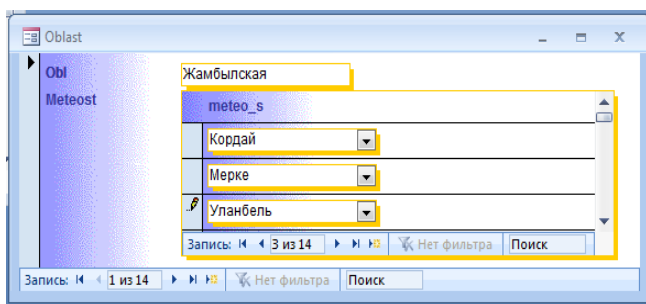 Oblast
Obl Жамбылская
Meteost meteo_s
Кордай
Мерке
Уланбель
Запись: 3 из 14 Нет фильтра Поиск
Запись: 1 из 14 Нет фильтра Поиск